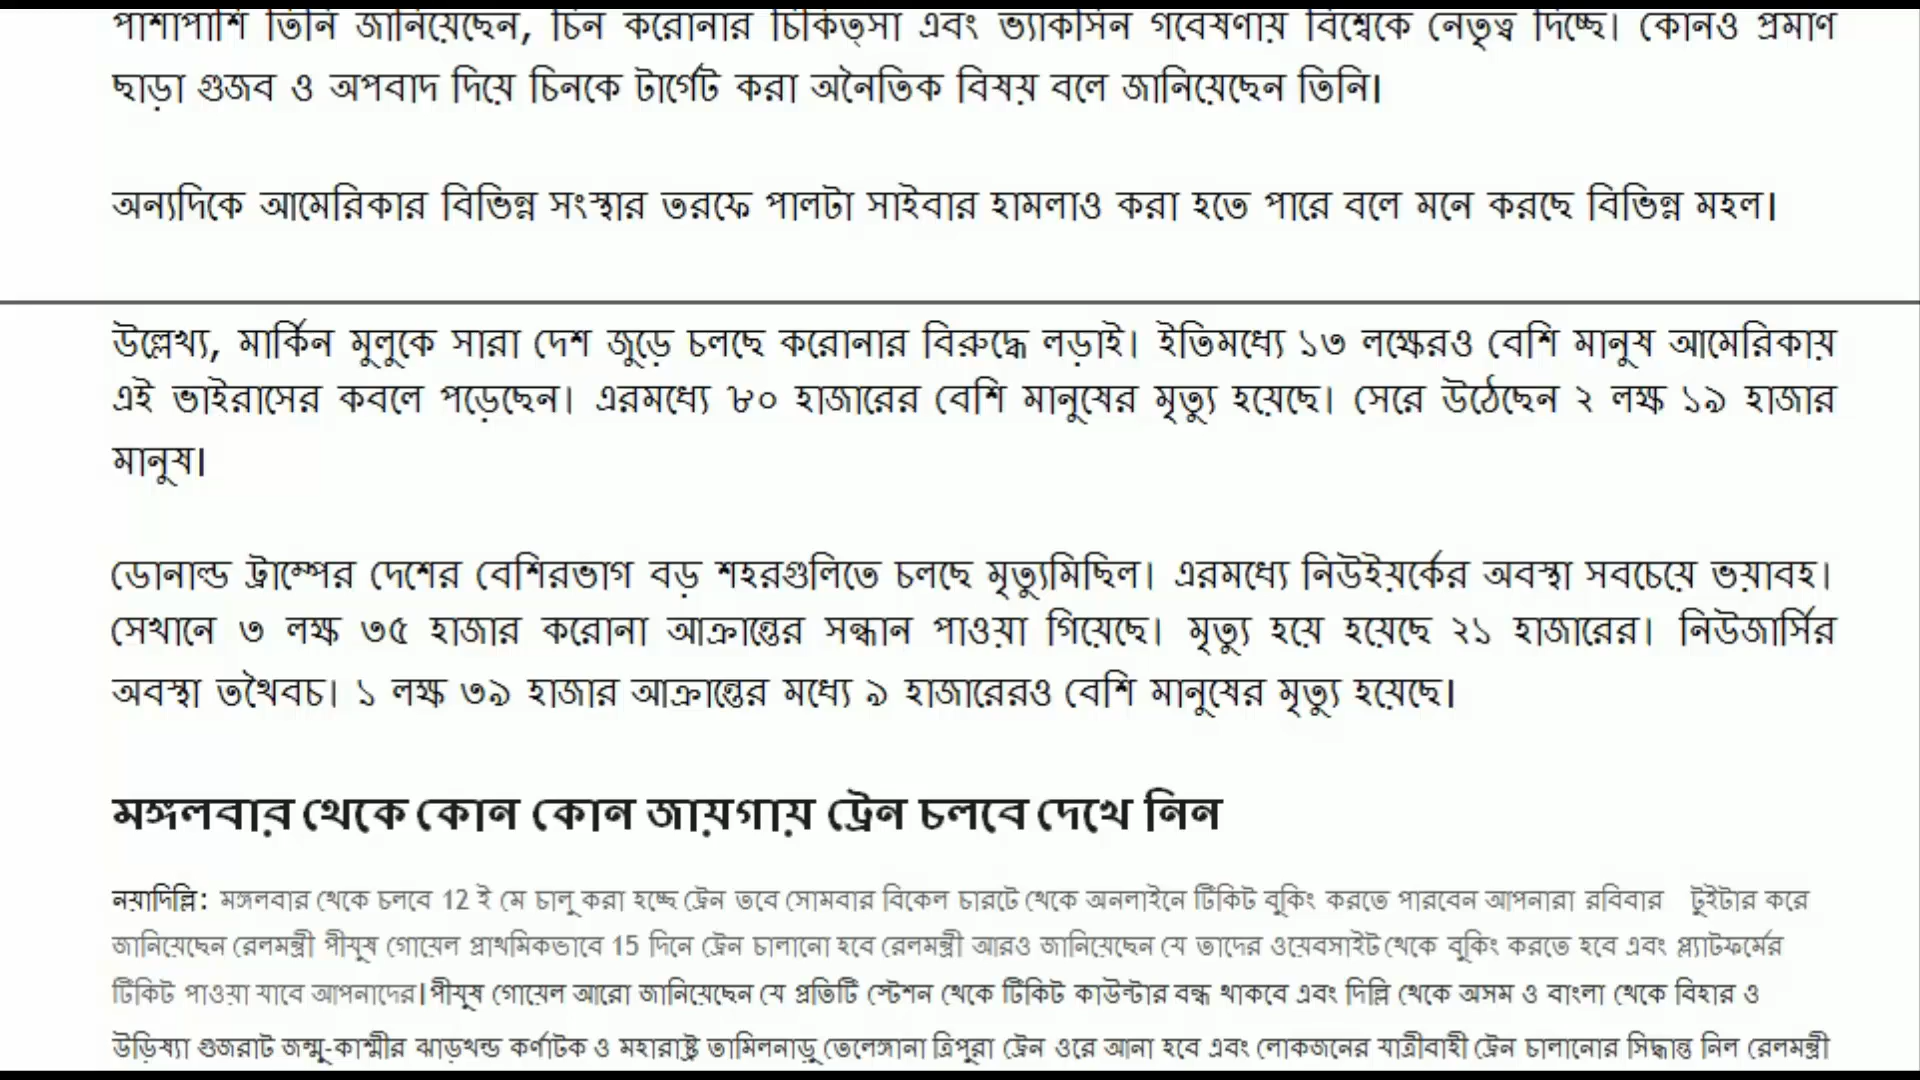 পাশাপাশি তিনি জানিয়েছেন, চিন করোনার চিকিত্সা এবং ভ্যাকসিন গবেষণায় বিশ্বেকে নেতৃত্ব দিচ্ছে। কোনও প্রমাণ
ছাড়া গুজব ও অপবাদ দিয়ে চিনকে টার্গেট করা অনৈতিক বিষয় বলে জানিয়েছেন তিনি।
অন্যদিকে আমেরিকার বিভিন্ন সংস্থার তরফে পালটা সাইবার হামলাও করা হতে পারে বলে মনে করছে বিভিন্ন মহল।
উল্লেখ্য, মার্কিন মুলুকে সারা দেশ জুড়ে চলছে করোনার বিরুদ্ধে লড়াই। ইতিমধ্যে ১৩ লক্ষেরও বেশি মানুষ আমেরিকায়
এই ভাইরাসের কবলে পড়েছেন। এরমধ্যে ৮০ হাজারের বেশি মানুষের মৃত্যু হয়েছে। সেরে উঠেছেন ২ লক্ষ ১৯ হাজার
মানুষ।
ডোনাল্ড ট্রাম্পের দেশের বেশিরভাগ বড় শহরগুলিতে চলছে মৃত্যুমিছিল। এরমধ্যে নিউইয়র্কের অবস্থা সবচেয়ে ভয়াবহ।
সেখানে ৩ লক্ষ ৩৫ হাজার করোনা আক্রান্তের সন্ধান পাওয়া গিয়েছে। মৃত্যু হয়ে হয়েছে ২১ হাজারের। নিউজার্সির
অবস্থা তথৈবচ। ১ লক্ষ ৩৯ হাজার আক্রান্তের মধ্যে ৯ হাজারেরও বেশি মানুষের মৃত্যু হয়েছে।
মঙ্গলবার থেকে কোন কোন জায়গায় ট্রেন চলবে দেখে নিন
নয়াদিল্লি: মঙ্গলবার থেকে চলবে 12 ই মে চালু করা হচ্ছে ট্রেন তবে সোমবার বিকেল চারটে থেকে অনলাইনে টিকিট বুকিং করতে পারবেন আপনারা রবিবার টুইটার করে
জানিয়েছেন রেলমন্ত্রী পীযূষ গোয়েল প্রাথমিকভাবে 15 দিনে ট্রেন চালানো হবে রেলমন্ত্রী আরও জানিয়েছেন যে তাদের ওয়েবসাইট থেকে বুকিং করতে হবে এবং প্ল্যাটফর্মের
টিকিট পাওয়া যাবে আপনাদের।পীযূষ গোয়েল আরো জানিয়েছেন যে প্রতিটি স্টেশন থেকে টিকিট কাউন্টার বন্ধ থাকবে এবং দিল্লি থেকে অসম ও বাংলা থেকে বিহার ও
উড়িষ্যা গুজরাট জম্মু-কাশ্মীর ঝাড়খন্ড কর্ণাটক ও মহারাষ্ট্র তামিলনাড়ু তেলেঙ্গানা ত্রিপুরা ট্রেন ওরে আনা হবে এবং লোকজনের যাত্রীবাহী ট্রেন চালানোর সিদ্ধান্ত নিল রেলমন্ত্রী